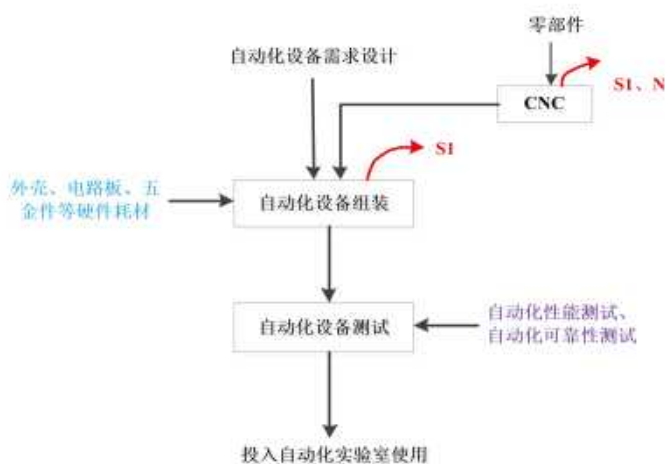 零部件
自动化设备需求设计
S1、N
CNC
S1
外壳、电路板、五
金件等硬件耗材
自动化设备组装
自动化性能测试、
自动化可靠性测试
自动化设备测试
投入自动化实验室使用